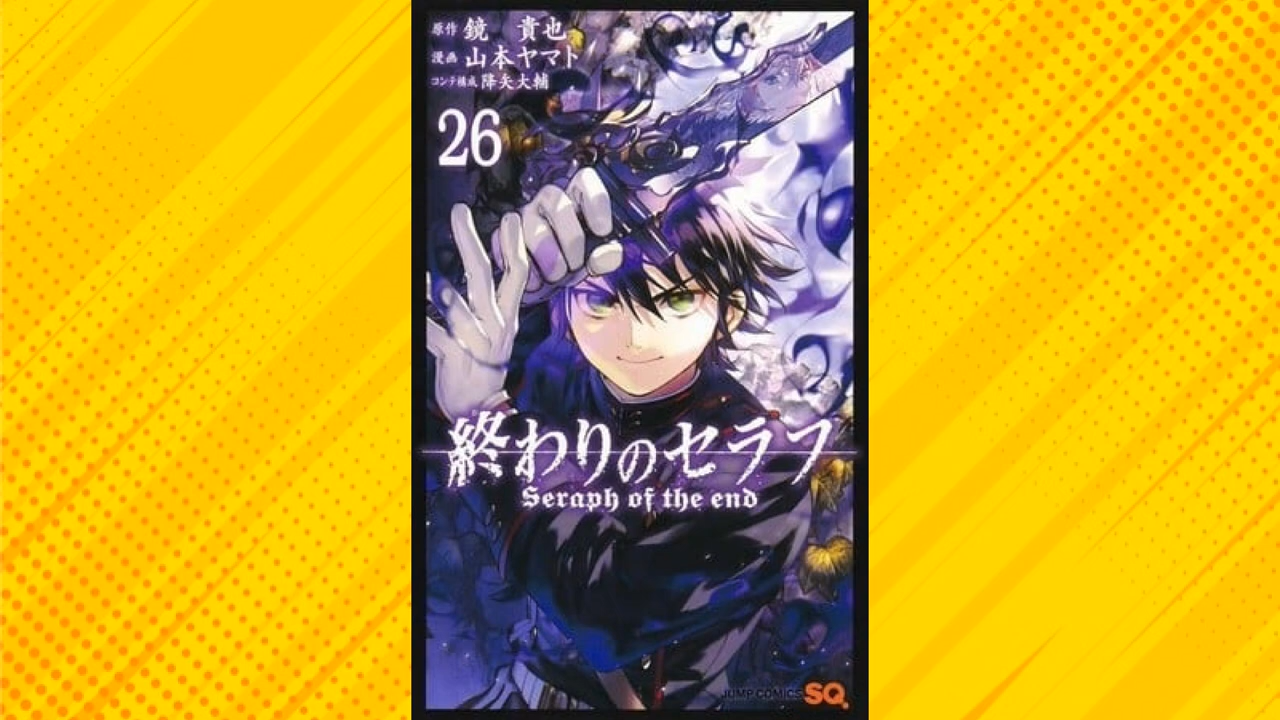 原作 鏡 貴也
漫画 山本ヤマト
コンテ構成 降矢大輔
26
終わりのセラフ
Seraph of the end
JUMP COMICS SQ.